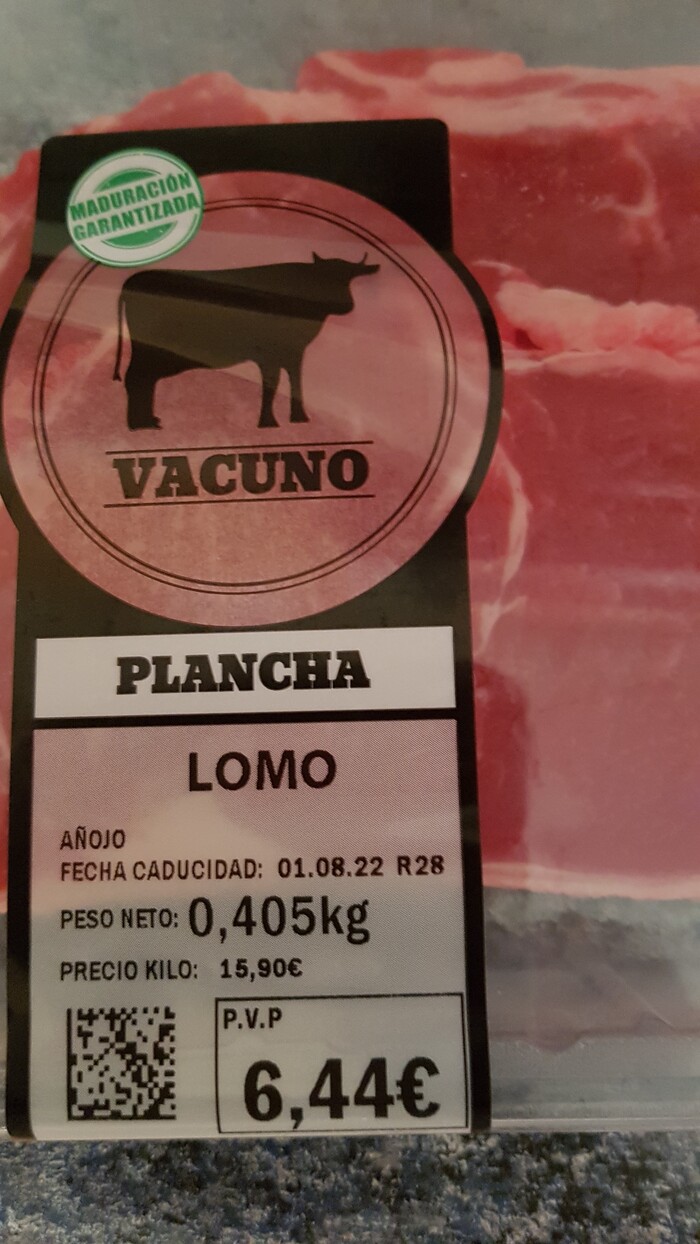 MADURACIÓN
GARANTIZADA
VACUNO
PLANCHA
LOMO
AÑOJO
FECHA CADUCIDAD: 01.08.22 R28
PESO NETO: 0,405kg
PRECIO KILO: 15,90€
P.V.P
6,44€